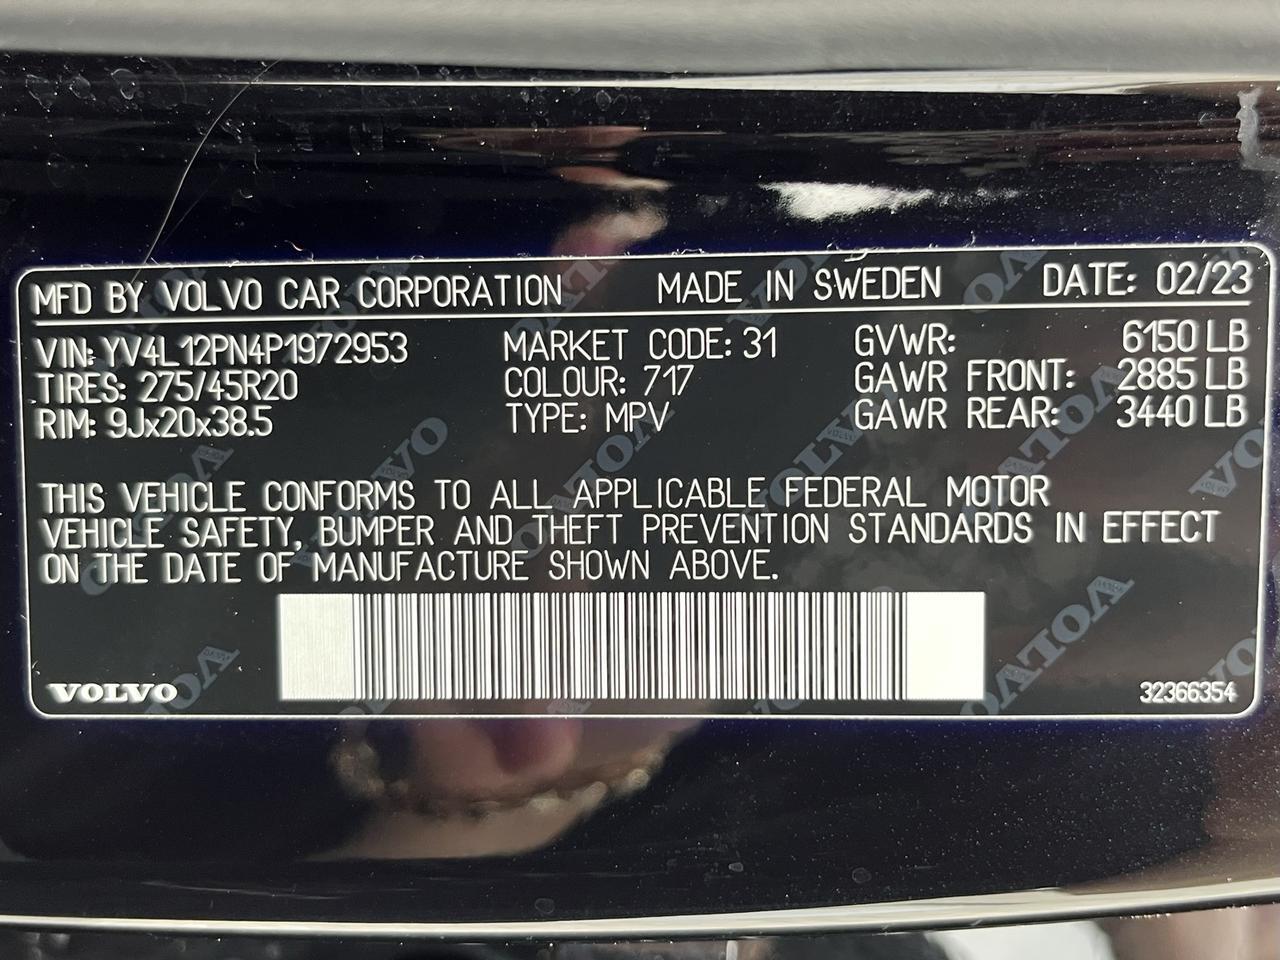 MFD BY VOLVO CAR CORPORATION MADE IN SWEDEN DATE: 02/23
VIN: YV4L12PN4P1972953 MARKET CODE: 31 GVWR: 6150 LB
TIRES: 275/45R20 COLOUR: 717 GAWR FRONT: 2885 LB
RIM: 9Jx20x38.5 TYPE: MPV GAWR REAR: 3440 LB
THIS VEHICLE CONFORMS TO ALL APPLICABLE FEDERAL MOTOR
VEHICLE SAFETY, BUMPER AND THEFT PREVENTION STANDARDS IN EFFECT
ON THE DATE OF MANUFACTURE SHOWN ABOVE.
VOLVO 32366354